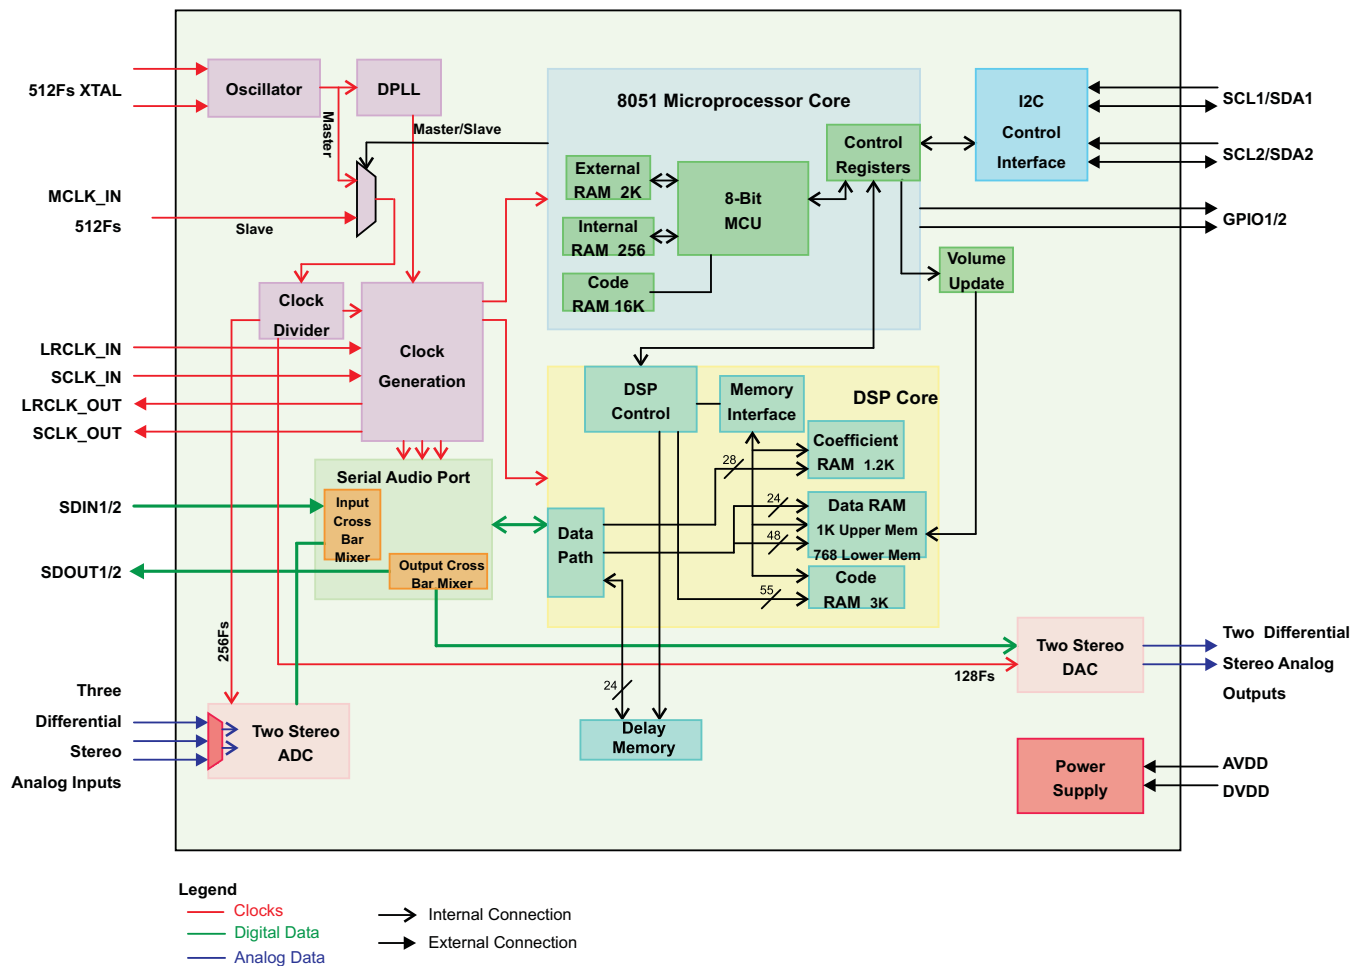 512Fs XTAL
Oscillator
DPLL
Master
Master/Slave
MCLK_IN
512Fs
Slave
Clock
Divider
Clock
Generation
LRCLK_IN
SCLK_IN
LRCLK_OUT
SCLK_OUT
8051 Microprocessor Core
External
RAM 2K
Internal
RAM 256
Code
RAM 16K
8-Bit
MCU
Control
Registers
I2C
Control
Interface
SCL1/SDA1
SCL2/SDA2
GPIO1/2
Volume
Update
DSP Core
DSP
Control
Memory
Interface
Coefficient
RAM 1.2K
28
24
Data RAM
1K Upper Mem
48
768 Lower Mem
Code
RAM 3K
55
Data
Path
Serial Audio Port
Input
Cross
Bar
Mixer
Output Cross
Bar Mixer
SDIN1/2
SDOUT1/2
256Fs
128Fs
24
Delay
Memory
Three
Differential
Stereo
Analog Inputs
Two Stereo
ADC
Two Stereo
DAC
Two Differential
Stereo Analog
Outputs
Power
Supply
AVDD
DVDD
Legend
Clocks
Digital Data
Analog Data
Internal Connection
External Connection